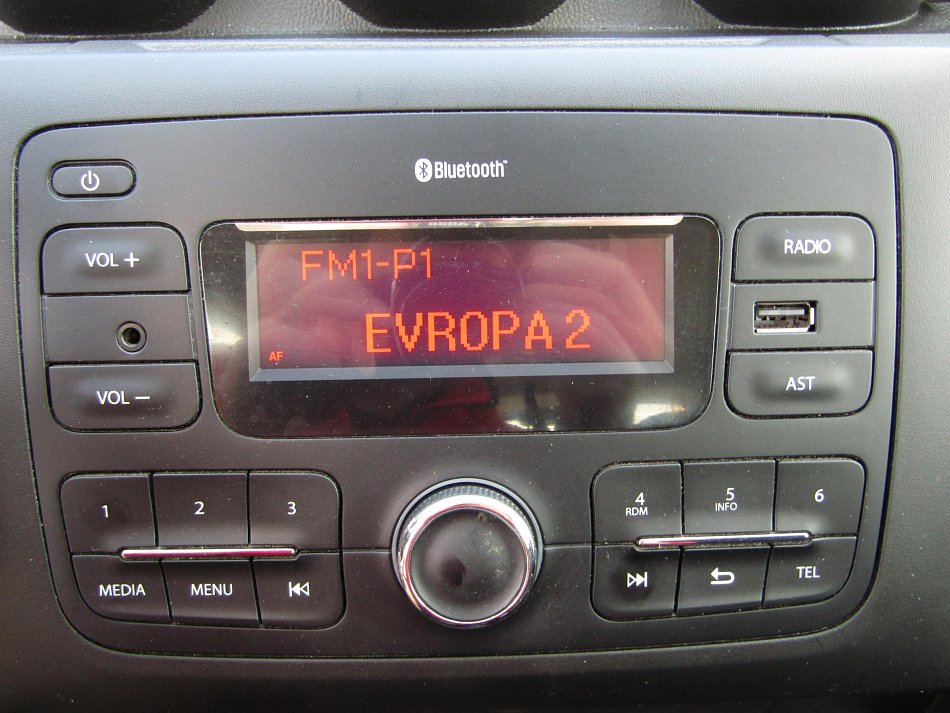 Bluetooth™
VOL +
FM1-P1
RADIO
AF EVROPA 2
VOL −
AST
1 2 3
4 5 6
RDM INFO
MEDIA MENU
TEL